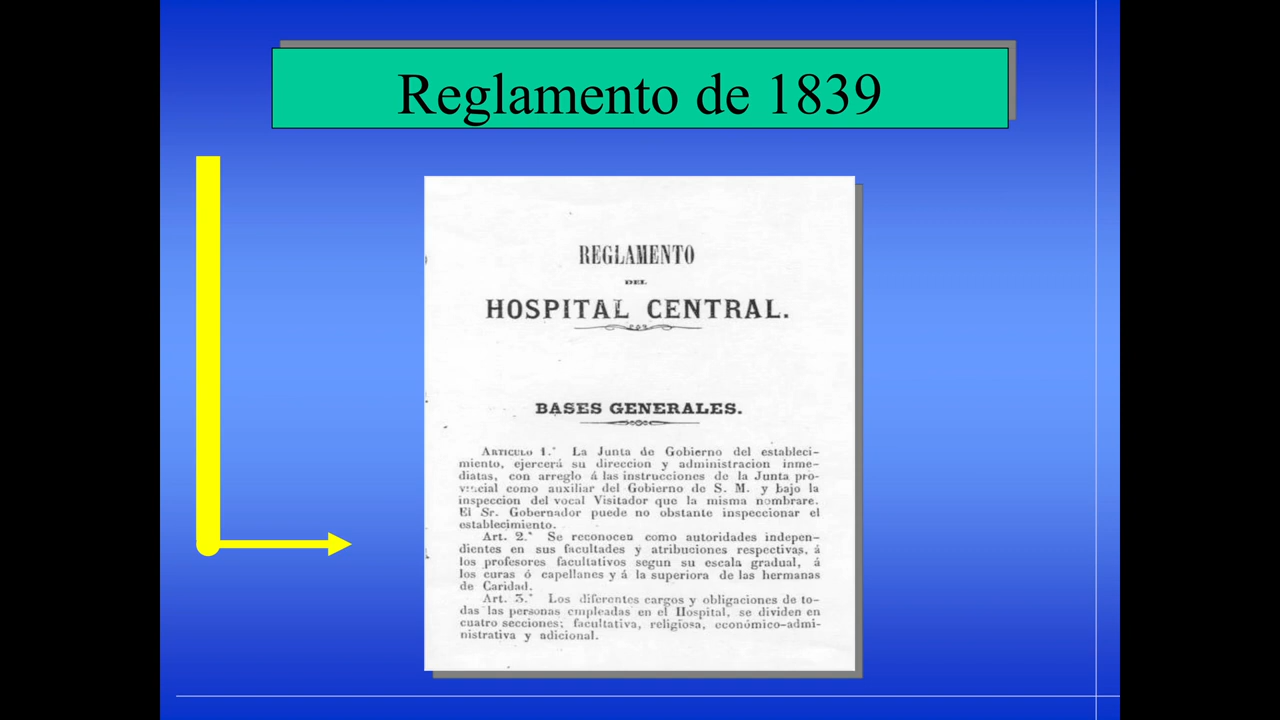 Reglamento de 1839
REGLAMENTO
DEL
HOSPITAL CENTRAL.
BASES GENERALES.
ARTICULO 1.° La Junta de Gobierno del estableci-
miento, ejercerá su direccion y administracion inme-
diatas, con arreglo á las instrucciones de la Junta pro-
vincial como auxiliar del Gobierno de S. M. y bajo la
inspeccion del vocal Visitador que la misma nombrare.
El Sr. Gobernador puede no obstante inspeccionar el
establecimiento.
Art. 2.° Se reconocen como autoridades indepen-
dientes en sus facultades y atribuciones respectivas, á
los profesores facultativos segun su escala gradual, á
los curas ó capellanes y á la superiora de las hermanas
de Caridad.
Art. 3.° Los diferentes cargos y obligaciones de to-
das las personas empleadas en el Hospital, se dividen en
cuatro secciones; facultativa, religiosa, económico-admi-
nistrativa y adicional.